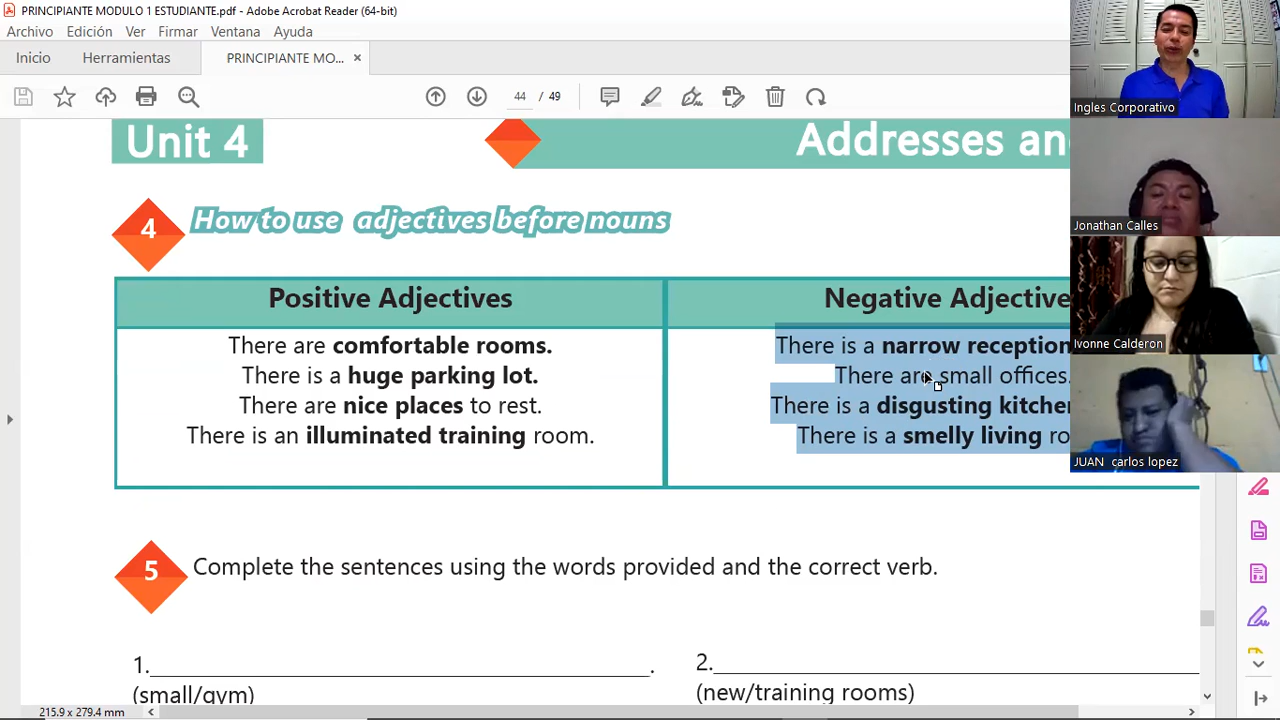 PRINCIPIANTE MODULO 1 ESTUDIANTE.pdf - Adobe Acrobat Reader (64-bit)
Archivo Edición Ver Firmar Ventana Ayuda
Inicio Herramientas PRINCIPIANTE MO... ×
44 / 49
Unit 4
Addresses an
4 How to use adjectives before nouns
Positive Adjectives
There are comfortable rooms.
There is a huge parking lot.
There are nice places to rest.
There is an illuminated training room.
Negative Adjective
There is a narrow reception
There are small offices.
There is a disgusting kitchen
There is a smelly living ro
5 Complete the sentences using the words provided and the correct verb.
1.______________________________.
(small/gym)
2.______________________________
(new/training rooms)
215.9 x 279.4 mm
Ingles Corporativo
Jonathan Calles
Ivonne Calderon
JUAN carlos lopez